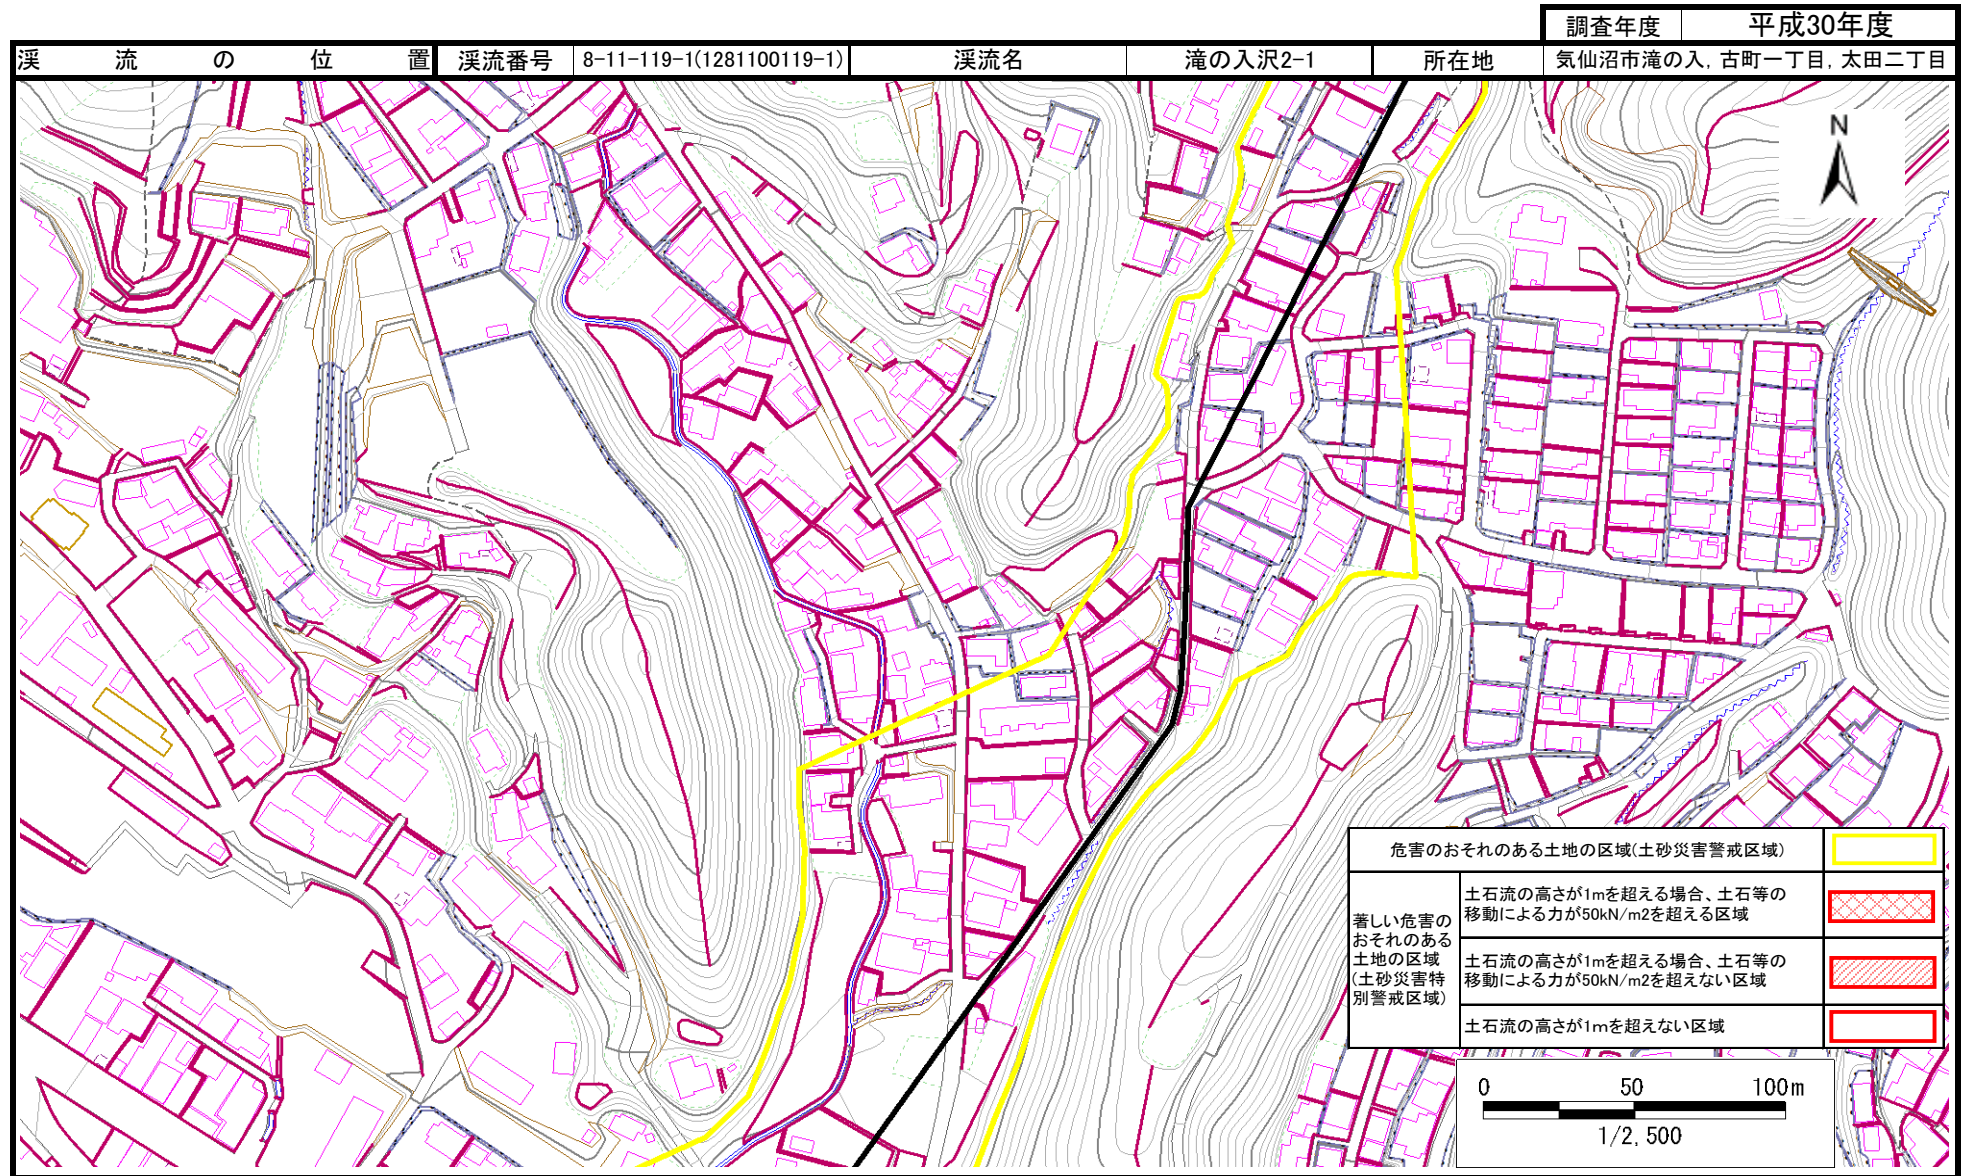 調査年度 平成30年度
渓流の位置 渓流番号 8-11-119-1(1281100119-1) 渓流名 滝の入沢2-1 所在地 気仙沼市滝の入, 古町一丁目, 太田二丁目
N
危害のおそれのある土地の区域(土砂災害警戒区域)
著しい危害の
おそれのある
土地の区域
(土砂災害特
別警戒区域)
土石流の高さが1mを超える場合、土石等の
移動による力が50kN/m2を超える区域
土石流の高さが1mを超える場合、土石等の
移動による力が50kN/m2を超えない区域
土石流の高さが1mを超えない区域
0 50 100m
1/2,500